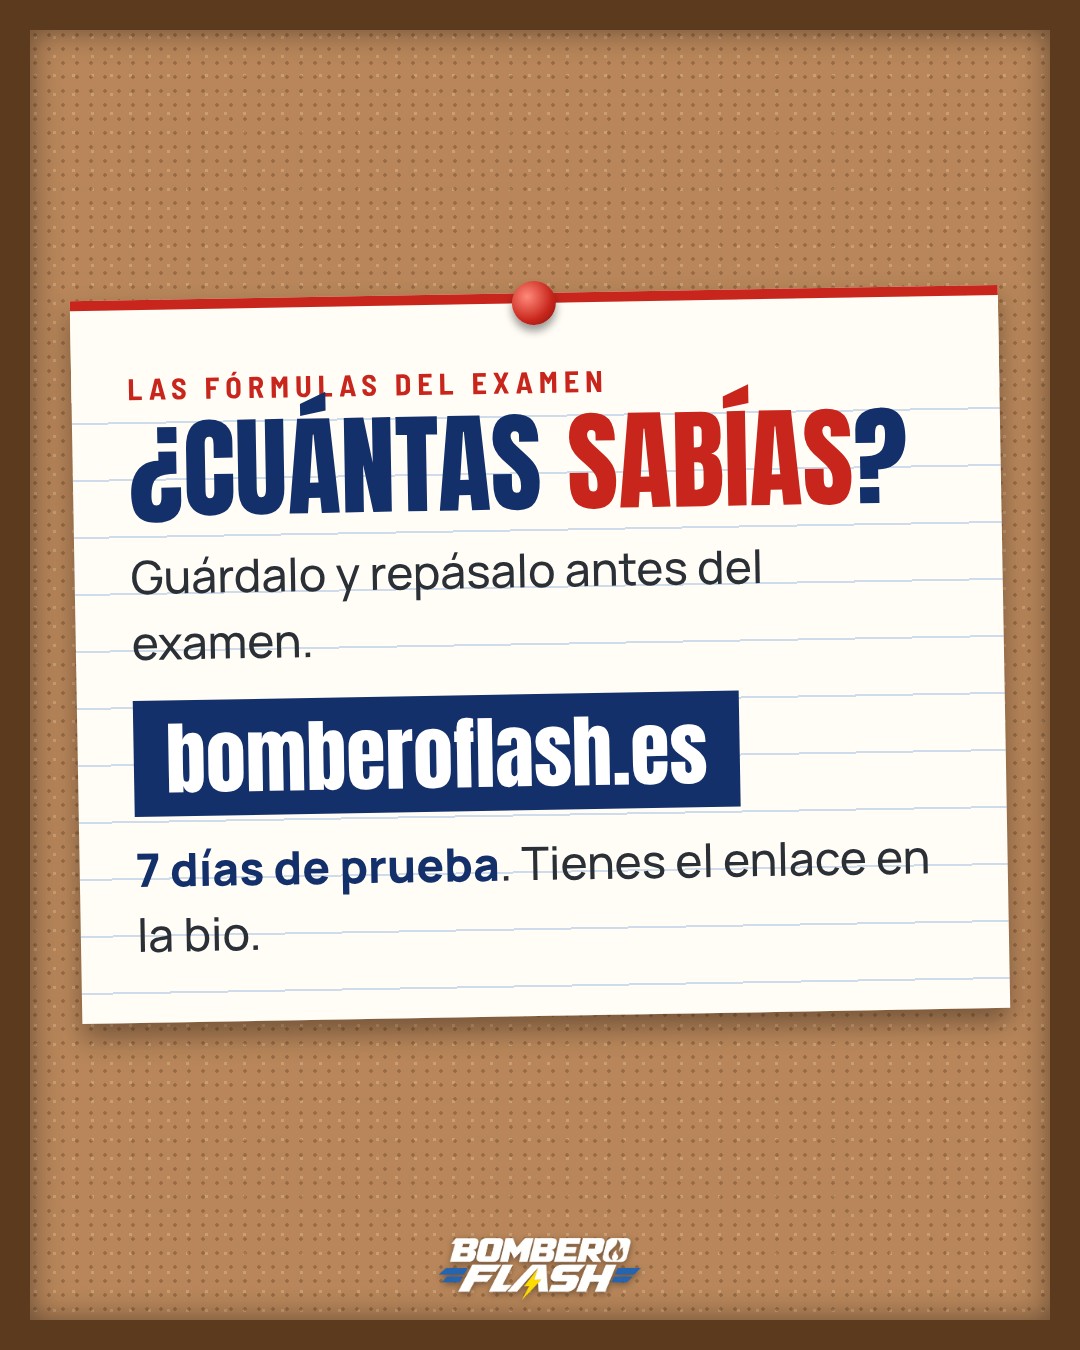 LAS FÓRMULAS DEL EXAMEN
¿CUÁNTAS SABÍAS?
Guárdalo y repásalo antes del
examen.
bomberoflash.es
7 días de prueba. Tienes el enlace en
la bio.
BOMBERO
FLASH